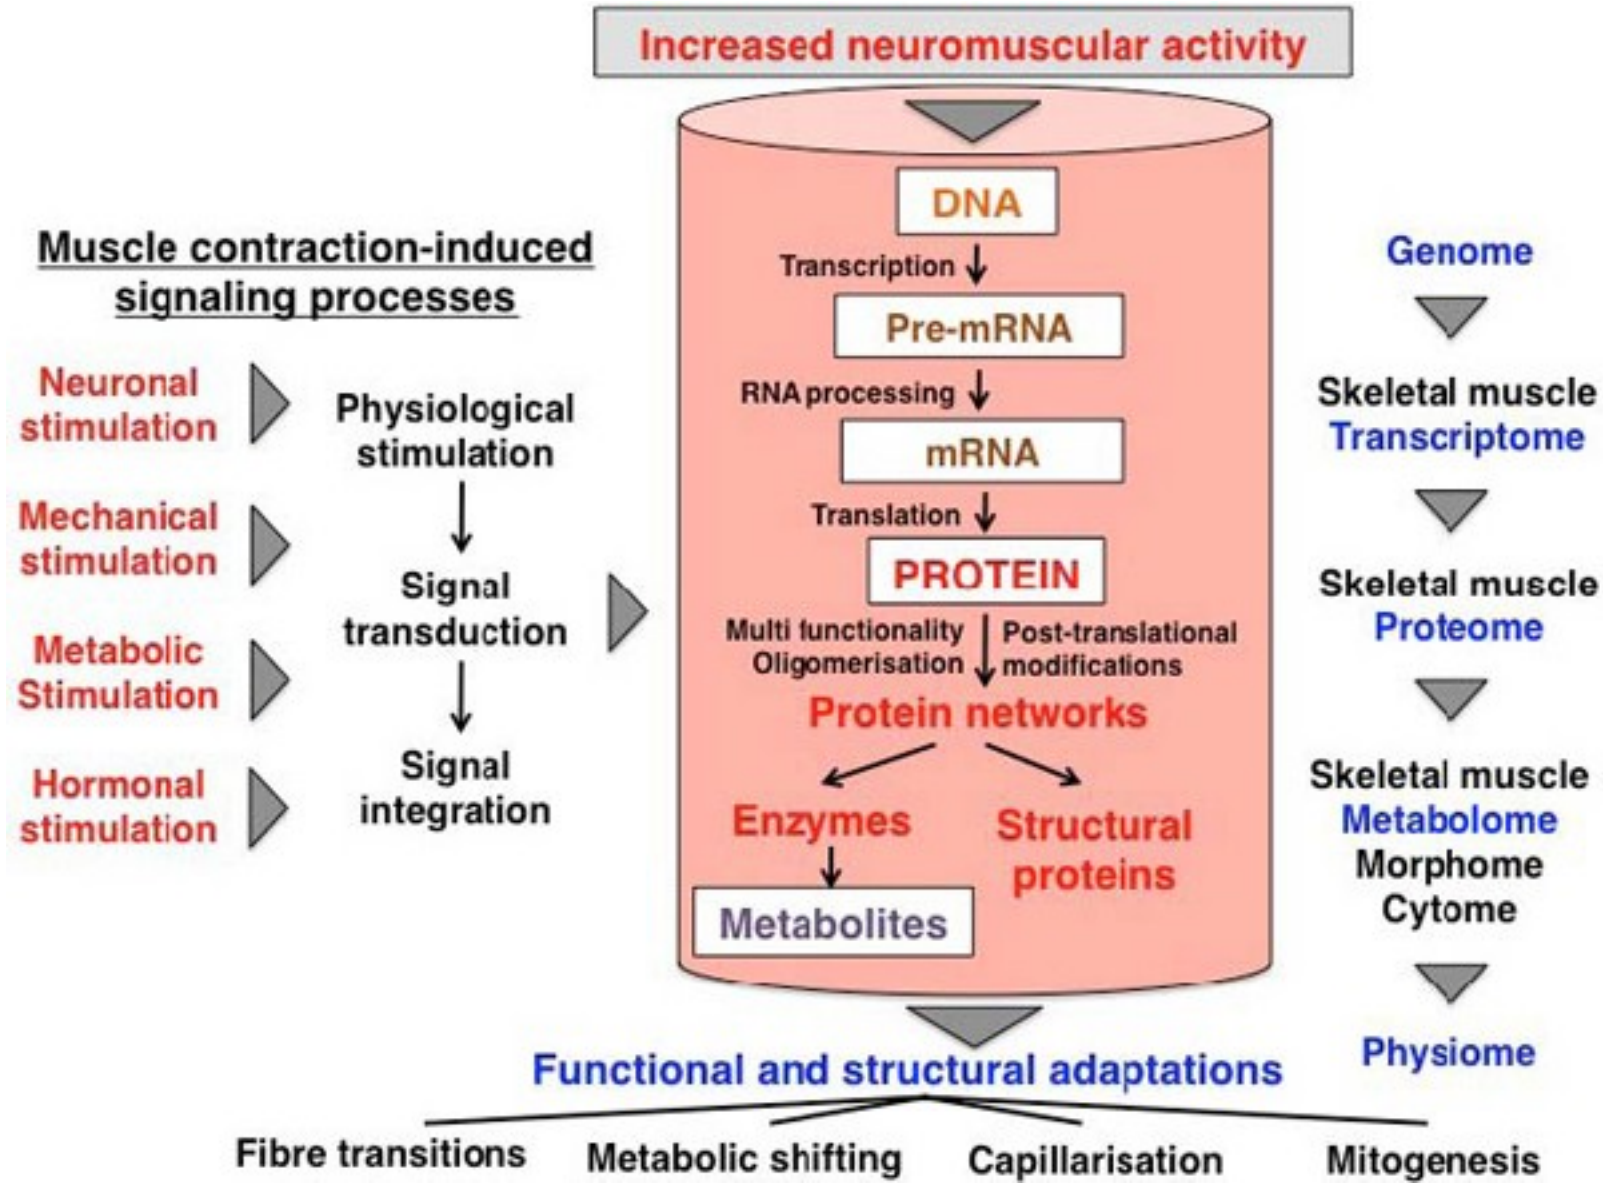 Increased neuromuscular activity
Muscle contraction-induced
signaling processes
Neuronal
stimulation
Mechanical
stimulation
Metabolic
Stimulation
Hormonal
stimulation
Physiological
stimulation
Signal
transduction
Signal
integration
DNA
Transcription
Pre-mRNA
RNA processing
mRNA
Translation
PROTEIN
Multi functionality
Oligomerisation
Post-translational
modifications
Protein networks
Enzymes
Structural
proteins
Metabolites
Genome
Skeletal muscle
Transcriptome
Skeletal muscle
Proteome
Skeletal muscle
Metabolome
Morphome
Cytome
Physiome
Functional and structural adaptations
Fibre transitions
Metabolic shifting
Capillarisation
Mitogenesis